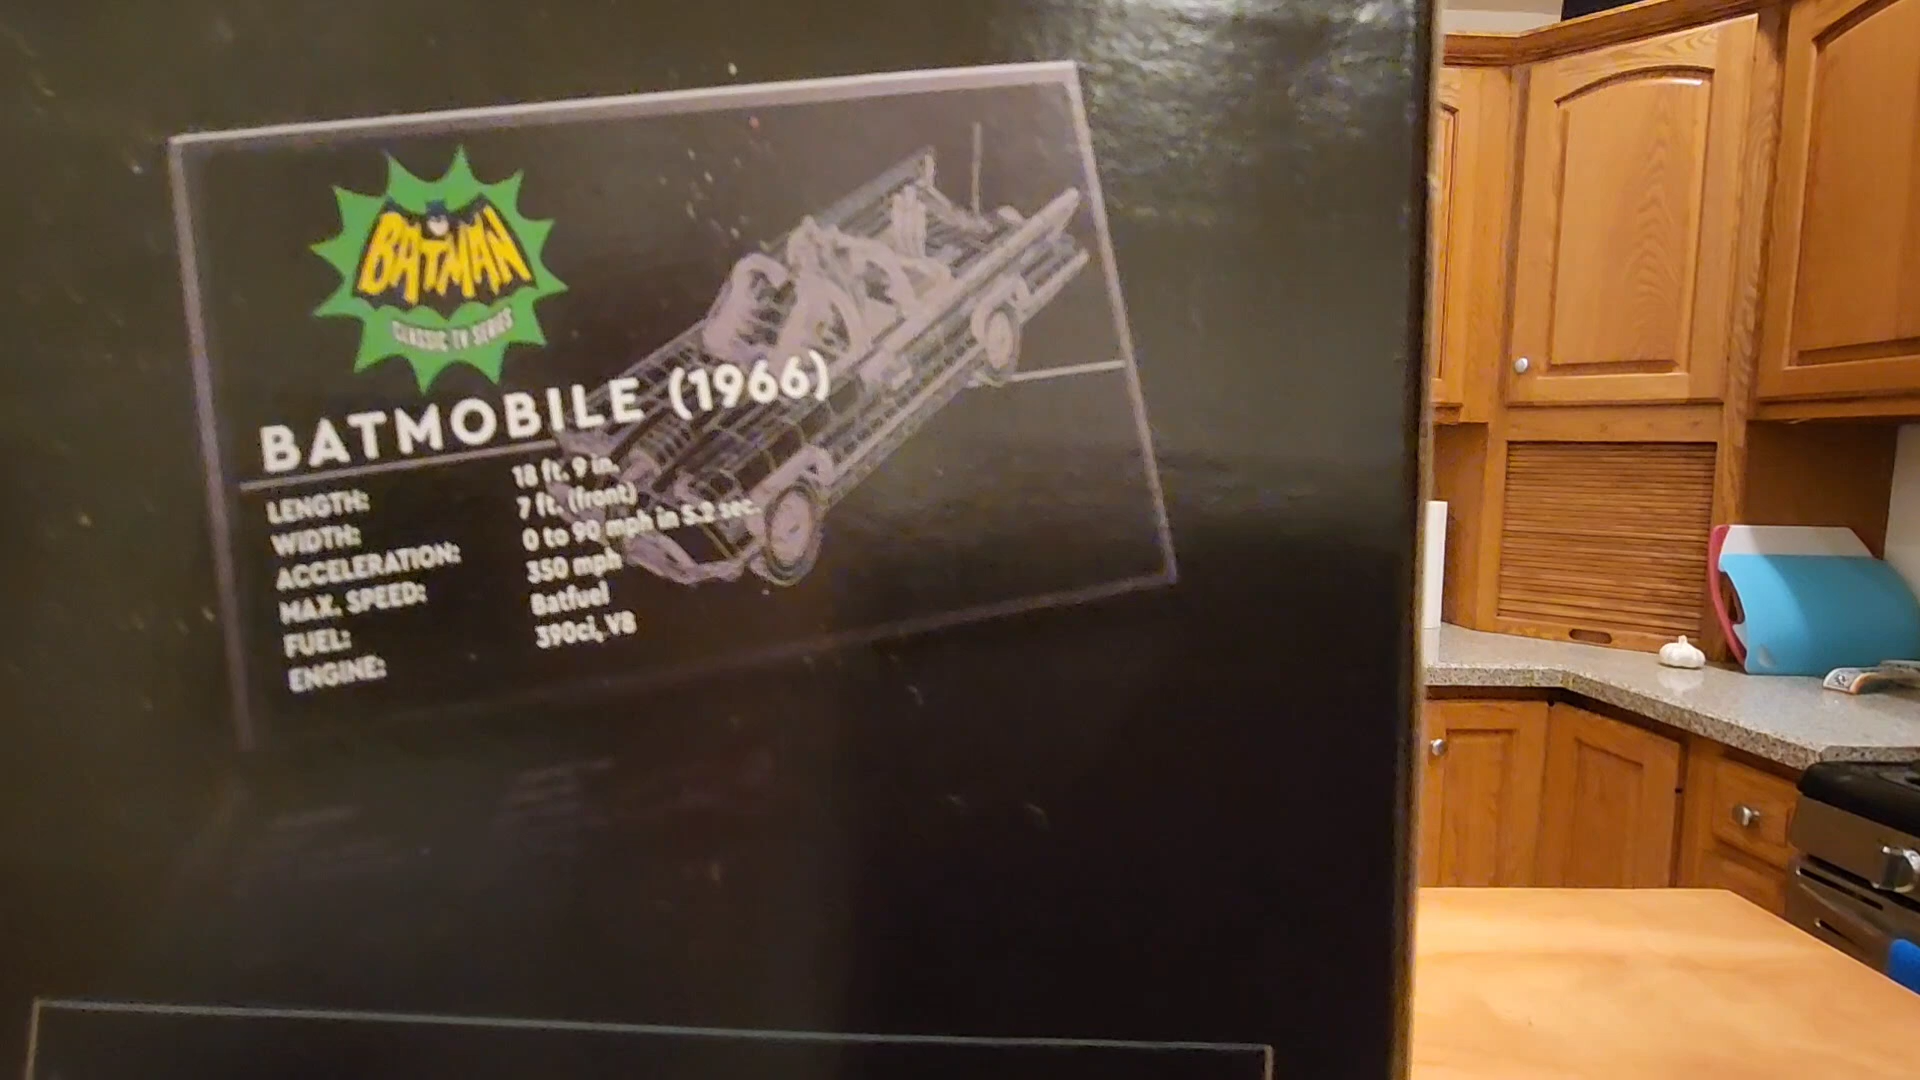 BATMAN
CLASSIC TV SERIES
BATMOBILE (1966)
LENGTH: 18 ft. 9 in.
WIDTH: 7 ft. (front)
ACCELERATION: 0 to 90 mph in 5.2 sec.
MAX. SPEED: 350 mph
FUEL: Batfuel
ENGINE: 390ci, V8